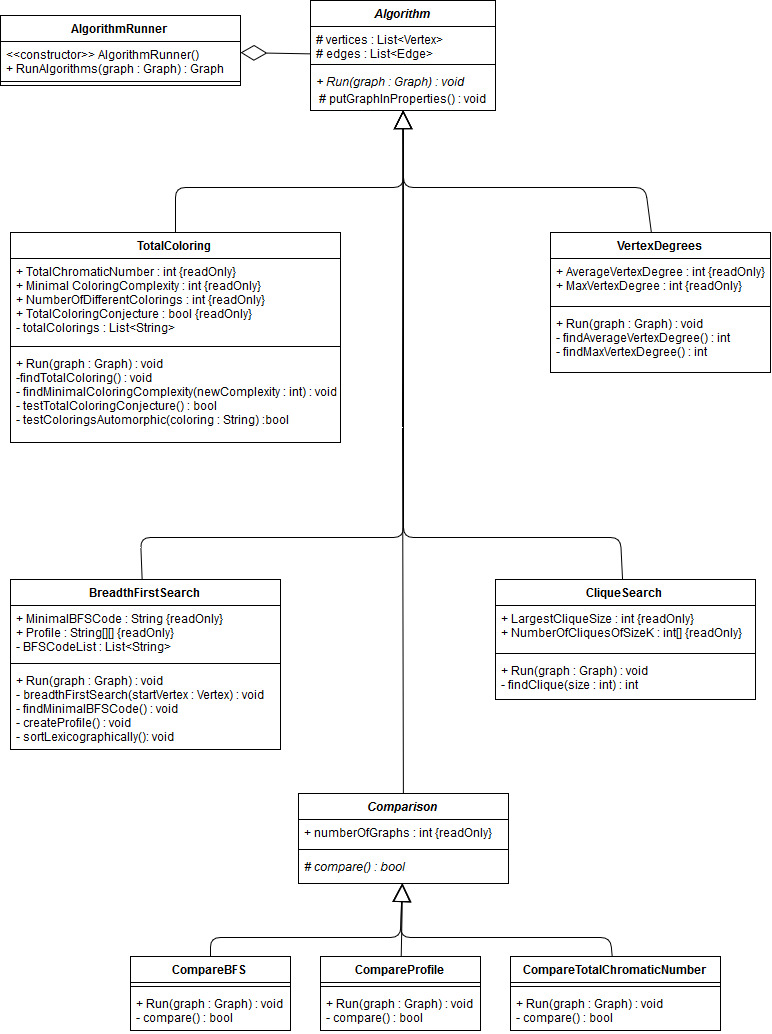 AlgorithmRunner
<<constructor>> AlgorithmRunner()
+ RunAlgorithms(graph : Graph) : Graph
Algorithm
# vertices : List<Vertex>
# edges : List<Edge>
+ Run(graph : Graph) : void
# putGraphInProperties() : void
TotalColoring
+ TotalChromaticNumber : int {readOnly}
+ Minimal ColoringComplexity : int {readOnly}
+ NumberOfDifferentColorings : int {readOnly}
+ TotalColoringConjecture : bool {readOnly}
- totalColorings : List<String>
+ Run(graph : Graph) : void
-findTotalColoring() : void
- findMinimalColoringComplexity(newComplexity : int) : void
- testTotalColoringConjecture() : bool
- testColoringsAutomorphic(coloring : String) :bool
VertexDegrees
+ AverageVertexDegree : int {readOnly}
+ MaxVertexDegree : int {readOnly}
+ Run(graph : Graph) : void
- findAverageVertexDegree() : int
- findMaxVertexDegree() : int
BreadthFirstSearch
+ MinimalBFSCode : String {readOnly}
+ Profile : String[][] {readOnly}
- BFSCodeList : List<String>
+ Run(graph : Graph) : void
- breadthFirstSearch(startVertex : Vertex) : void
- findMinimalBFSCode() : void
- createProfile() : void
- sortLexicographically(): void
CliqueSearch
+ LargestCliqueSize : int {readOnly}
+ NumberOfCliquesOfSizeK : int[] {readOnly}
+ Run(graph : Graph) : void
- findClique(size : int) : int
Comparison
+ numberOfGraphs : int {readOnly}
# compare() : bool
CompareBFS
+ Run(graph : Graph) : void
- compare() : bool
CompareProfile
+ Run(graph : Graph) : void
- compare() : bool
CompareTotalChromaticNumber
+ Run(graph : Graph) : void
- compare() : bool